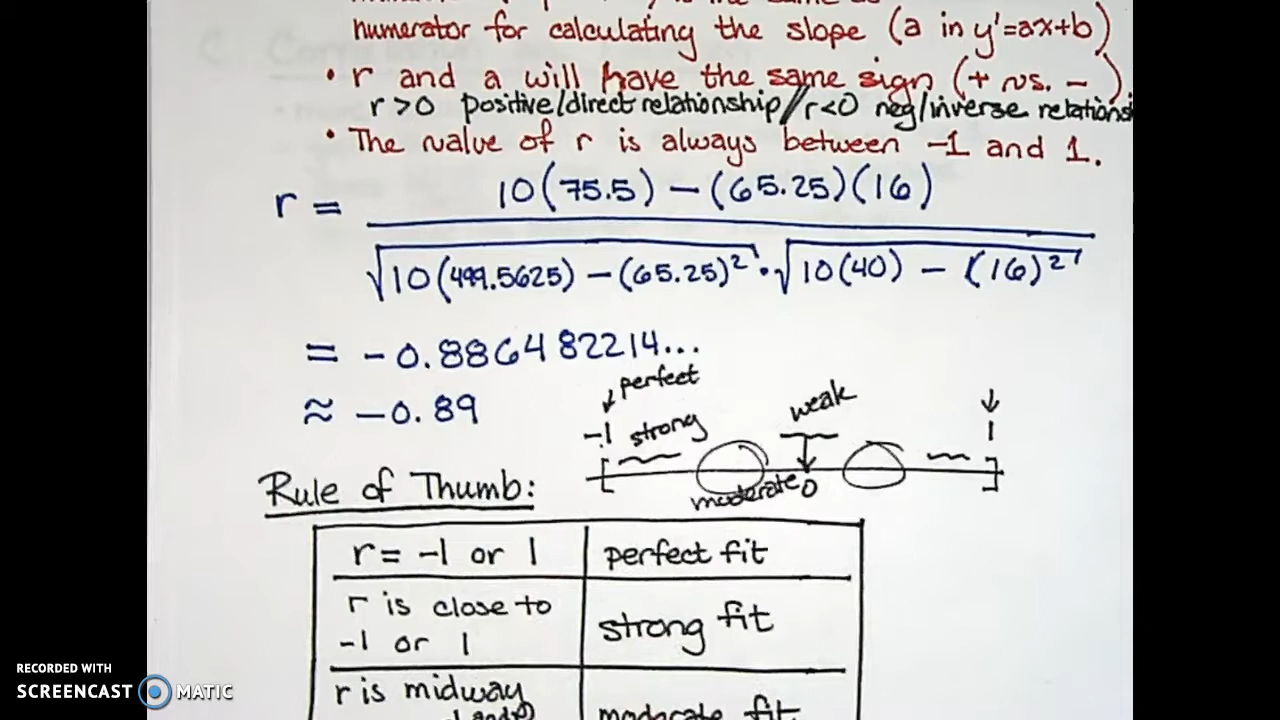 numerator for calculating the slope (a in y'=ax+b)
• r and a will have the same sign (+ vs. -)
r>0 positive/direct relationship//r<0 neg/inverse relations
• The value of r is always between -1 and 1.
r = 10(75.5) - (65.25)(16)
√10(499.5625) - (65.25)² · √10(40) - (16)²
= -0.886482214...
≈ -0.89
perfect
weak
-1 strong 1
moderate 0
Rule of Thumb:
r = -1 or 1 perfect fit
r is close to
-1 or 1 strong fit
r is midway
moderate fit
RECORDED WITH
SCREENCAST MATIC